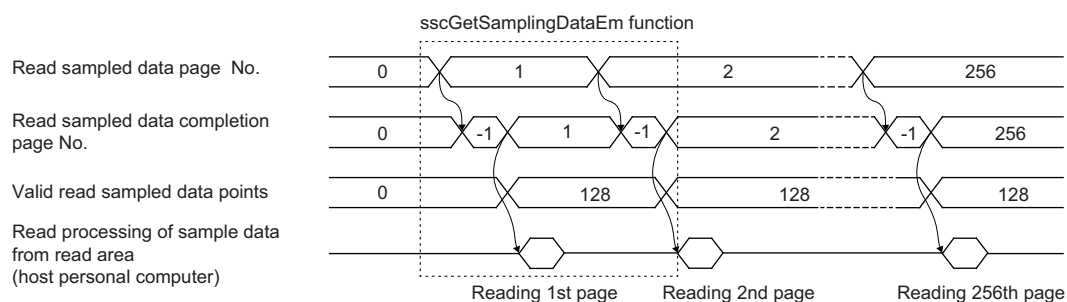 sscGetSamplingDataEm function
Read sampled data page No.
0 1 2 256
Read sampled data completion
page No.
0 -1 1 -1 2 -1 256
Valid read sampled data points
0 128 128 128
Read processing of sample data
from read area
(host personal computer)
Reading 1st page Reading 2nd page Reading 256th page